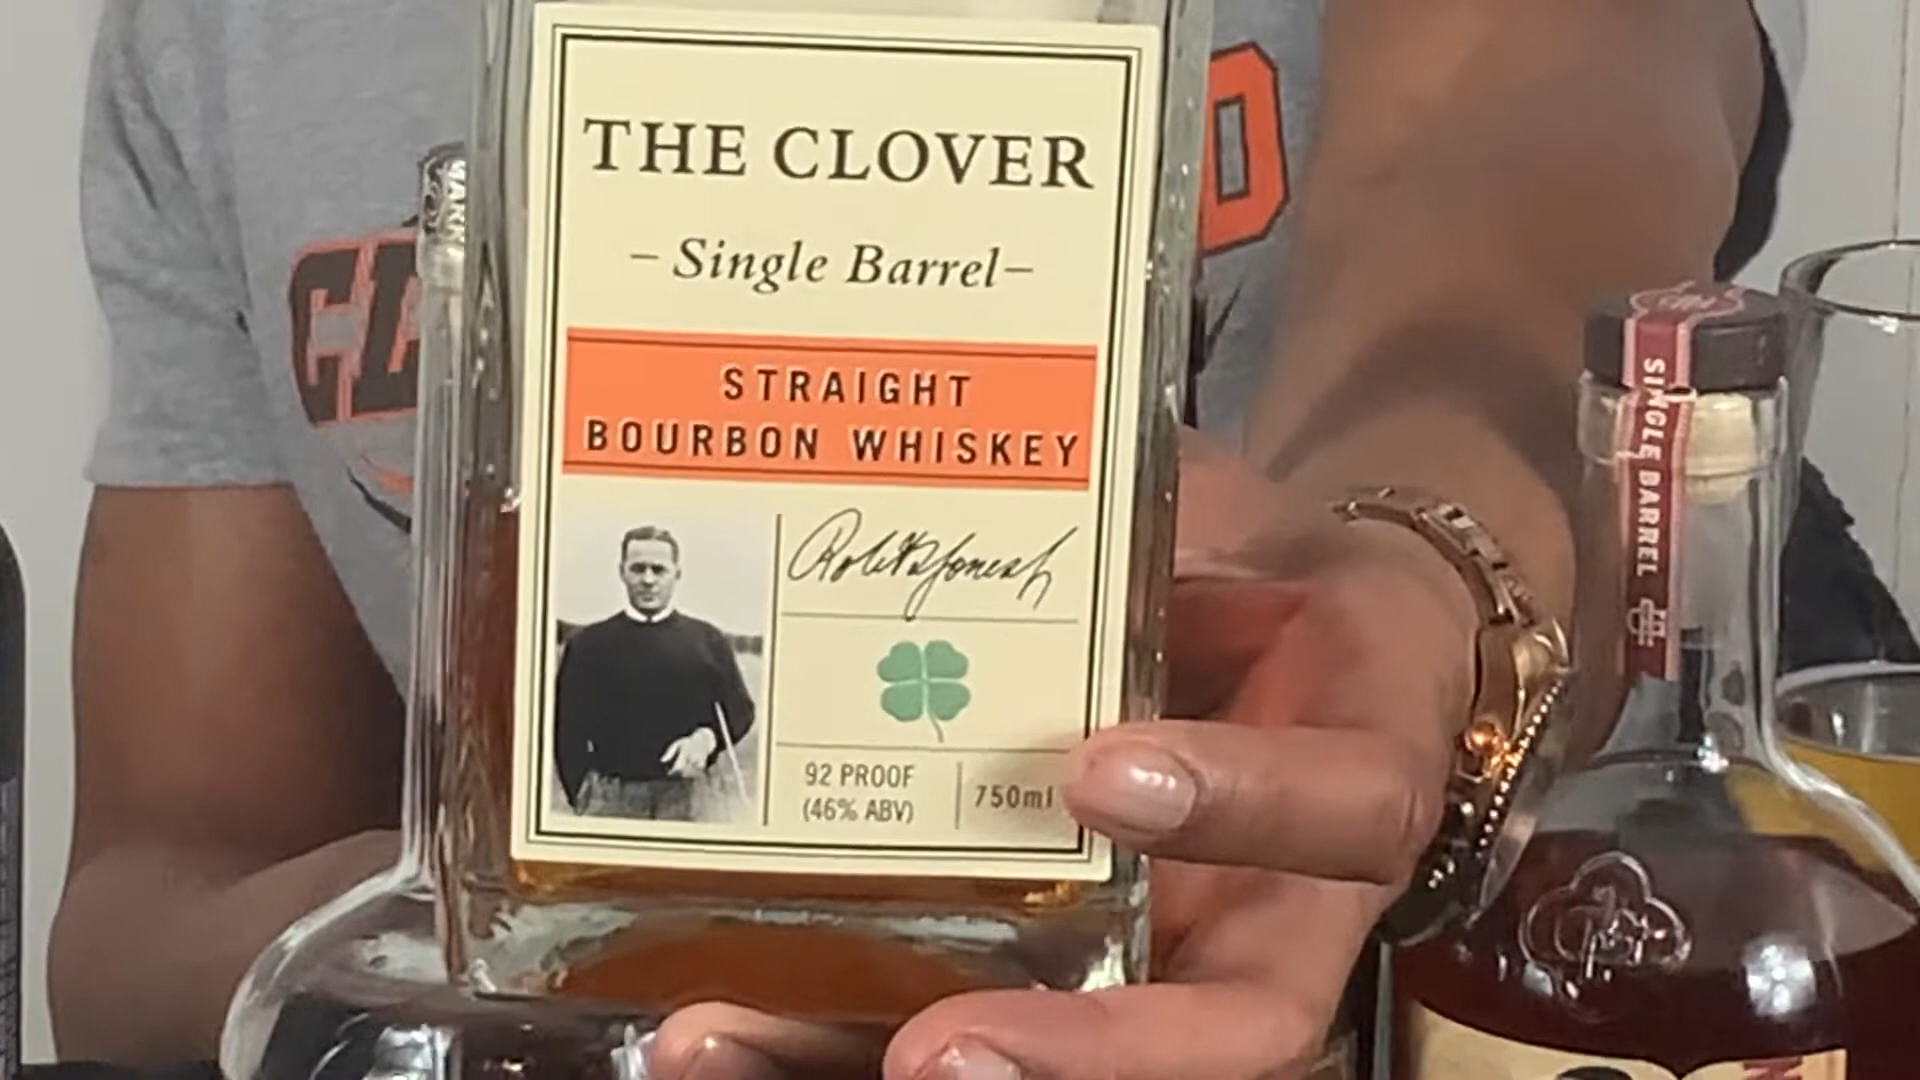 THE CLOVER
– Single Barrel –
STRAIGHT
BOURBON WHISKEY
92 PROOF
(46% ABV)
750ml
SINGLE BARREL